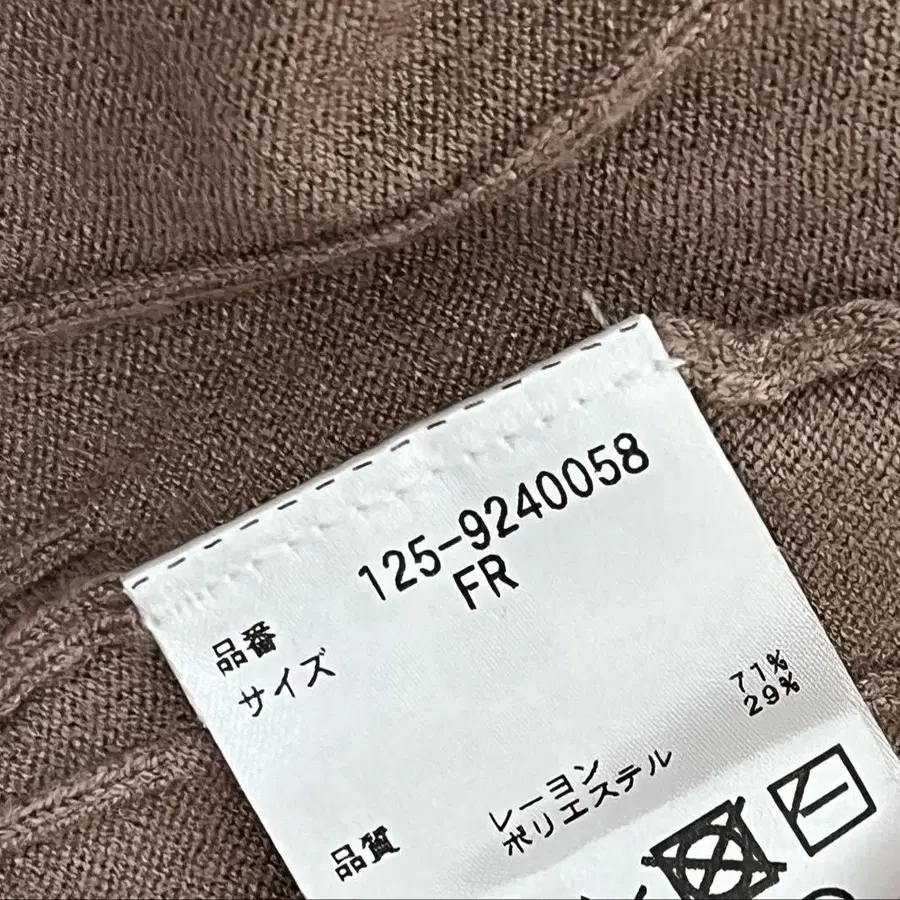 品番 125-9240058
サイズ FR
品質 レーヨン 71%
ポリエステル 29%